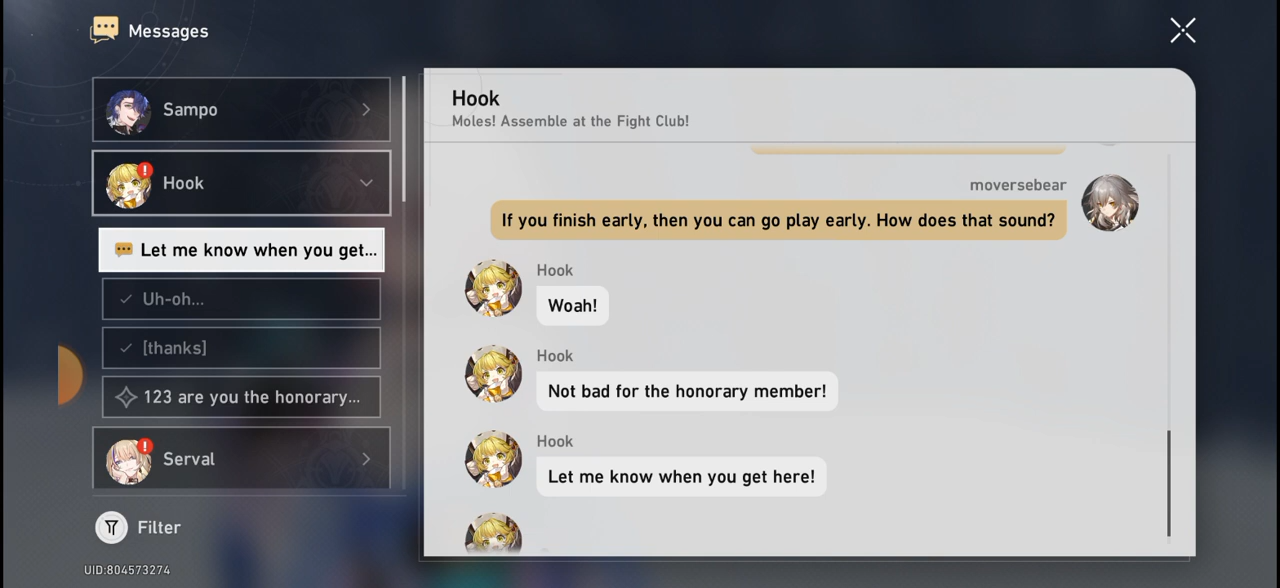 Messages
Sampo
Hook
Let me know when you get...
Uh-oh...
[thanks]
123 are you the honorary...
Serval
Filter
UID:804573274
Hook
Moles! Assemble at the Fight Club!
moversebear
If you finish early, then you can go play early. How does that sound?
Hook
Woah!
Hook
Not bad for the honorary member!
Hook
Let me know when you get here!